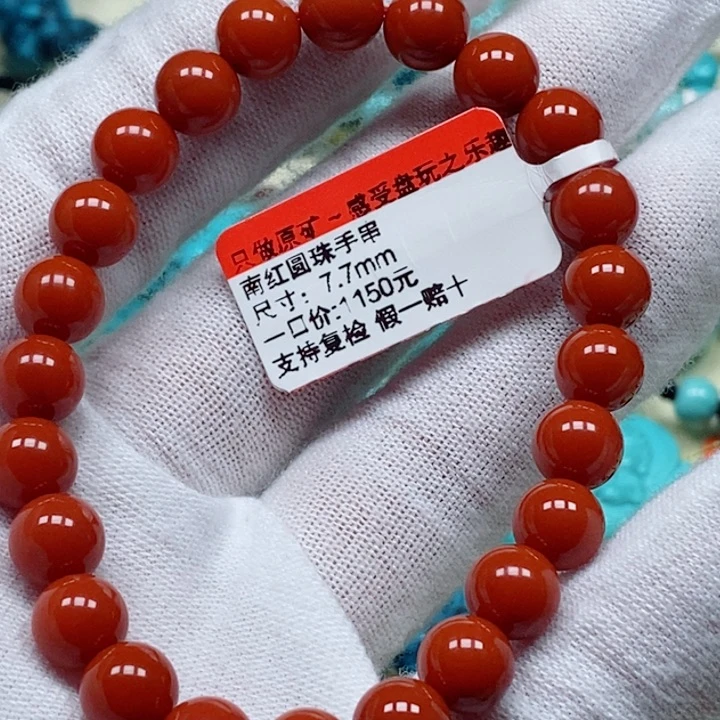 只做原矿~感受盘玩之乐趣
南红圆珠手串
尺寸：7.7mm
一口价:1150元
支持复检 假一赔十